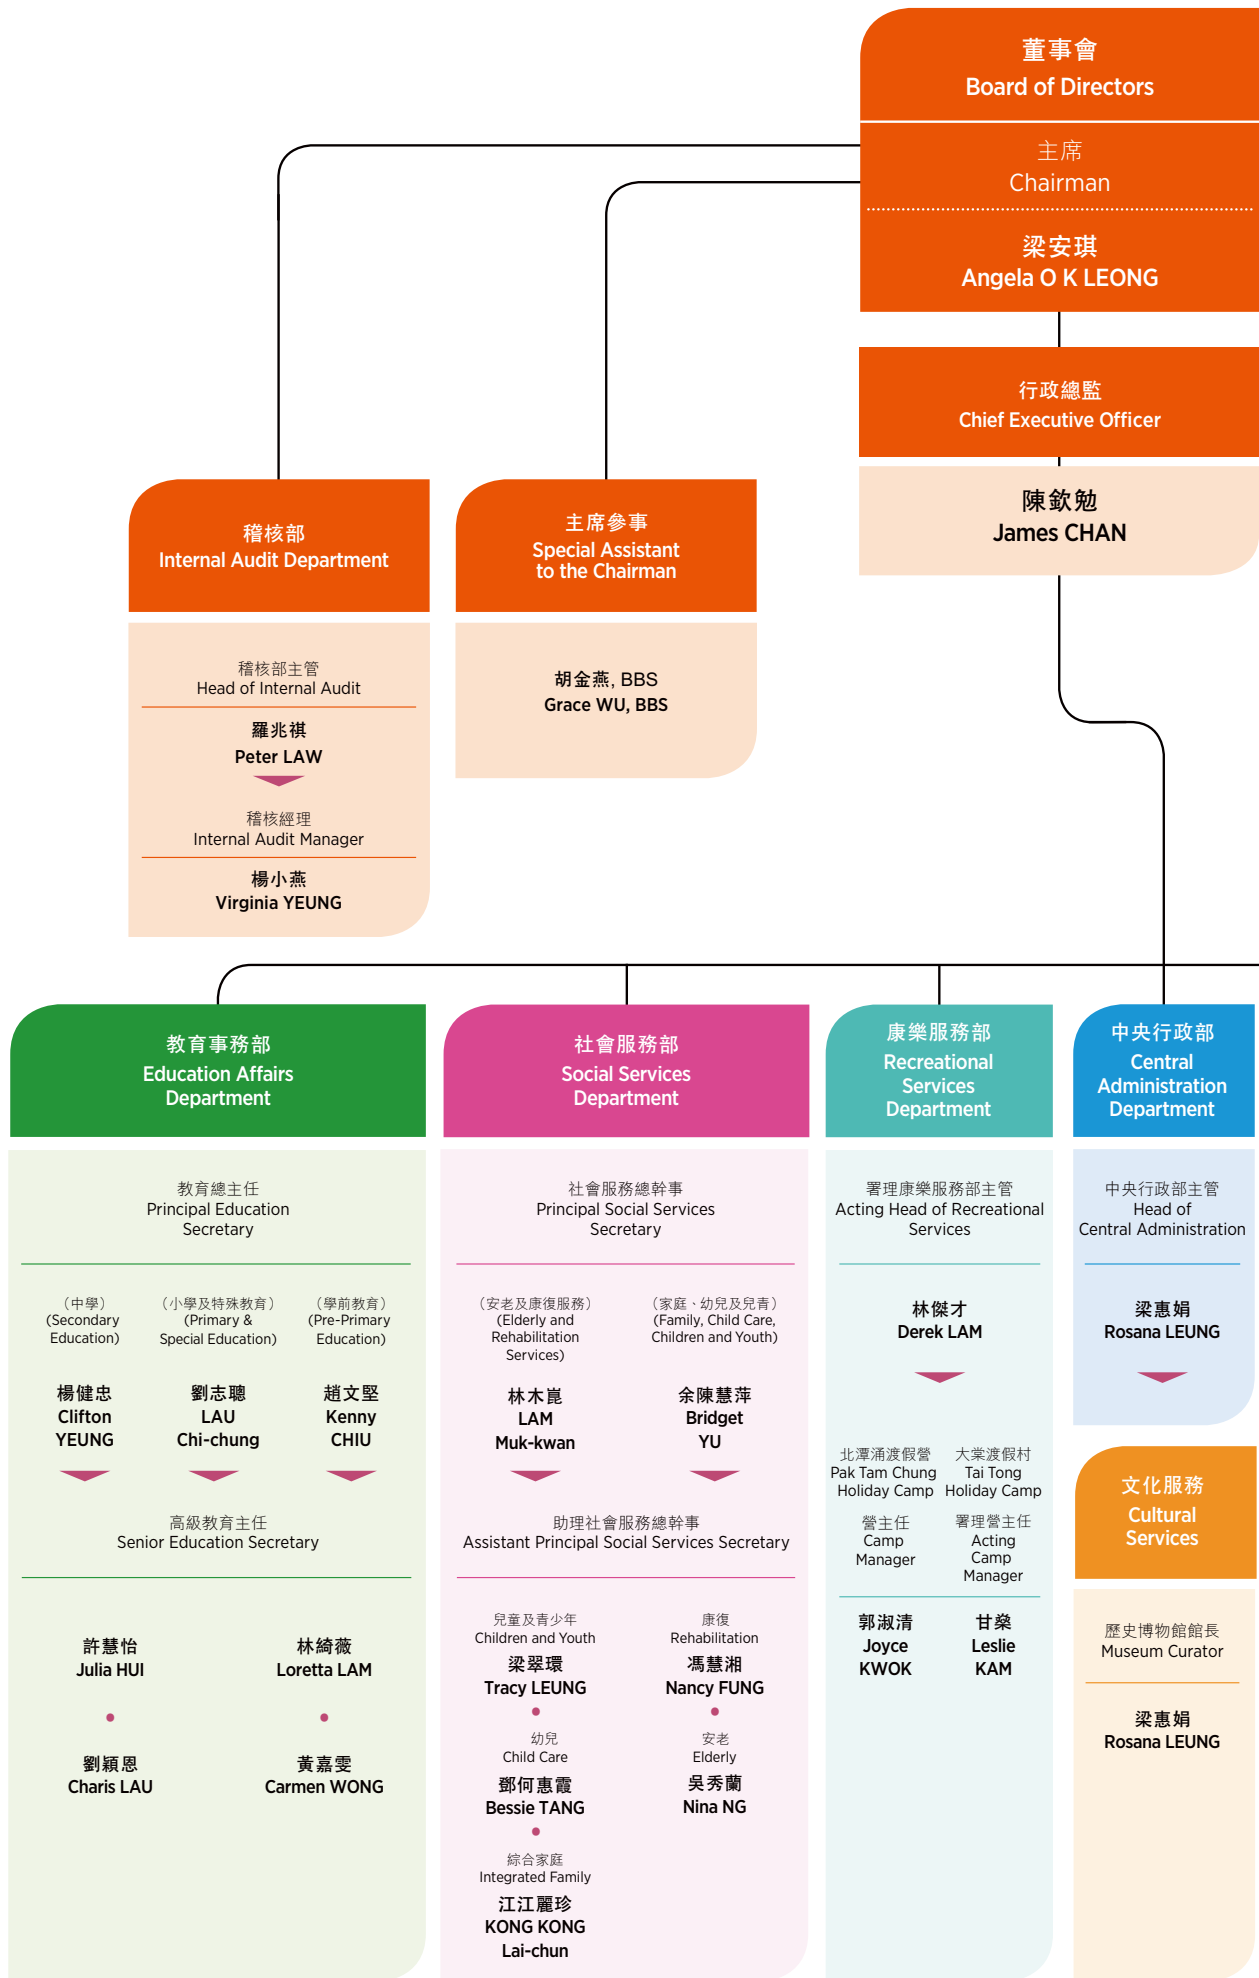 董事會
Board of Directors
主席
Chairman
梁安琪
Angela O K LEONG
行政總監
Chief Executive Officer
陳欽勉
James CHAN
稽核部
Internal Audit Department
稽核部主管
Head of Internal Audit
羅兆祺
Peter LAW
稽核經理
Internal Audit Manager
楊小燕
Virginia YEUNG
主席參事
Special Assistant
to the Chairman
胡金燕, BBS
Grace WU, BBS
教育事務部
Education Affairs
Department
教育總主任
Principal Education
Secretary
（中學）
(Secondary
Education)
楊健忠
Clifton
YEUNG
（小學及特殊教育）
(Primary &
Special Education)
劉志聰
LAU
Chi-chung
（學前教育）
(Pre-Primary
Education)
趙文堅
Kenny
CHIU
高級教育主任
Senior Education Secretary
許慧怡
Julia HUI
林綺薇
Loretta LAM
劉穎恩
Charis LAU
黃嘉雯
Carmen WONG
社會服務部
Social Services
Department
社會服務總幹事
Principal Social Services
Secretary
（安老及康復服務）
(Elderly and
Rehabilitation
Services)
林木崑
LAM
Muk-kwan
（家庭、幼兒及兒青）
(Family, Child Care,
Children and Youth)
余陳慧萍
Bridget
YU
助理社會服務總幹事
Assistant Principal Social Services Secretary
兒童及青少年
Children and Youth
梁翠環
Tracy LEUNG
幼兒
Child Care
鄧何惠霞
Bessie TANG
綜合家庭
Integrated Family
江江麗珍
KONG KONG
Lai-chun
康復
Rehabilitation
馮慧湘
Nancy FUNG
安老
Elderly
吳秀蘭
Nina NG
康樂服務部
Recreational
Services
Department
署理康樂服務部主管
Acting Head of Recreational
Services
林傑才
Derek LAM
北潭涌渡假營
Pak Tam Chung
Holiday Camp
營主任
Camp
Manager
郭淑清
Joyce
KWOK
大棠渡假村
Tai Tong
Holiday Camp
署理營主任
Acting
Camp
Manager
甘燊
Leslie
KAM
中央行政部
Central
Administration
Department
中央行政部主管
Head of
Central Administration
梁惠娟
Rosana LEUNG
文化服務
Cultural
Services
歷史博物館館長
Museum Curator
梁惠娟
Rosana LEUNG